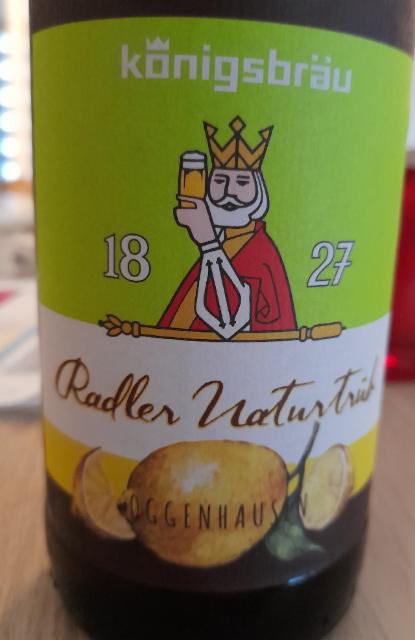 königsbräu
18 27
Radler Naturtrüb
OGGENHAUSEN